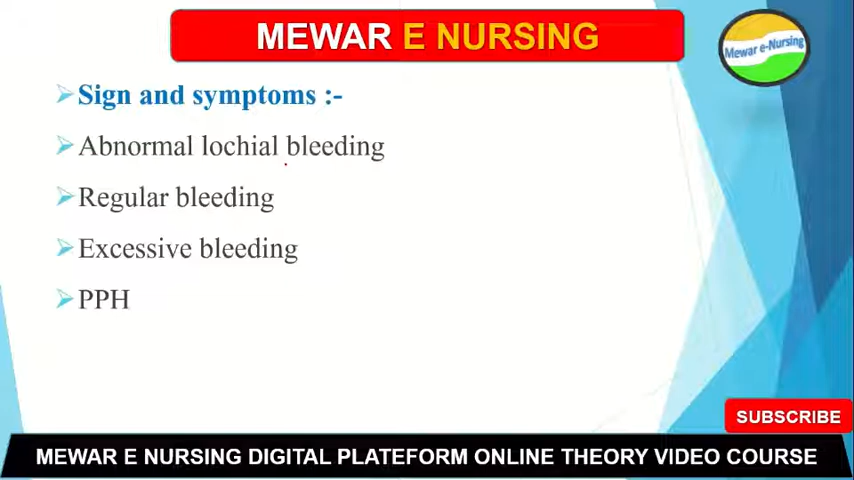 MEWAR E NURSING
Mewar e-Nursing
Sign and symptoms :-
Abnormal lochial bleeding
Regular bleeding
Excessive bleeding
PPH
SUBSCRIBE
MEWAR E NURSING DIGITAL PLATEFORM ONLINE THEORY VIDEO COURSE